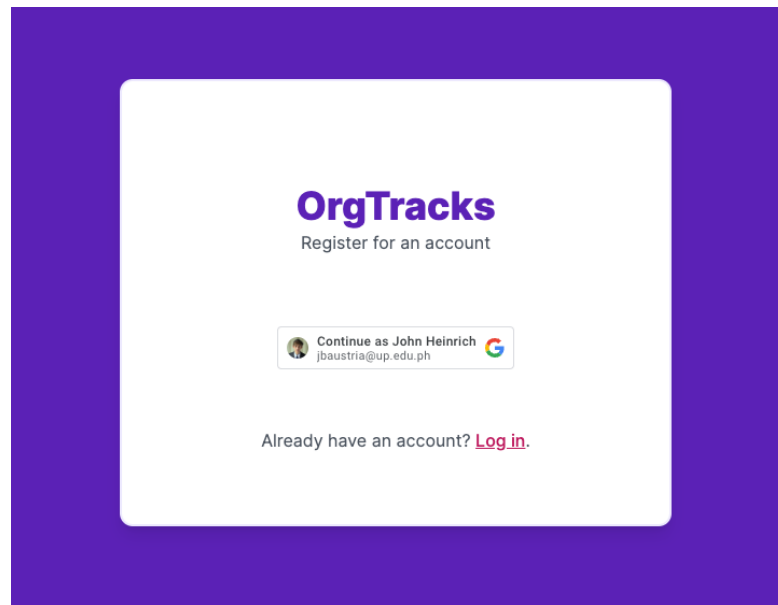 OrgTracks
Register for an account
Continue as John Heinrich
jbaustria@up.edu.ph
Already have an account? Log in.